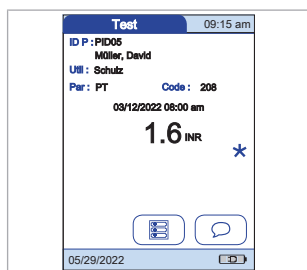 Test 09:15 am
ID P : PID05
Müller, David
Util : Schulz
Par : PT Code : 208
03/12/2022 08:00 am
1.6 INR
*
05/29/2022